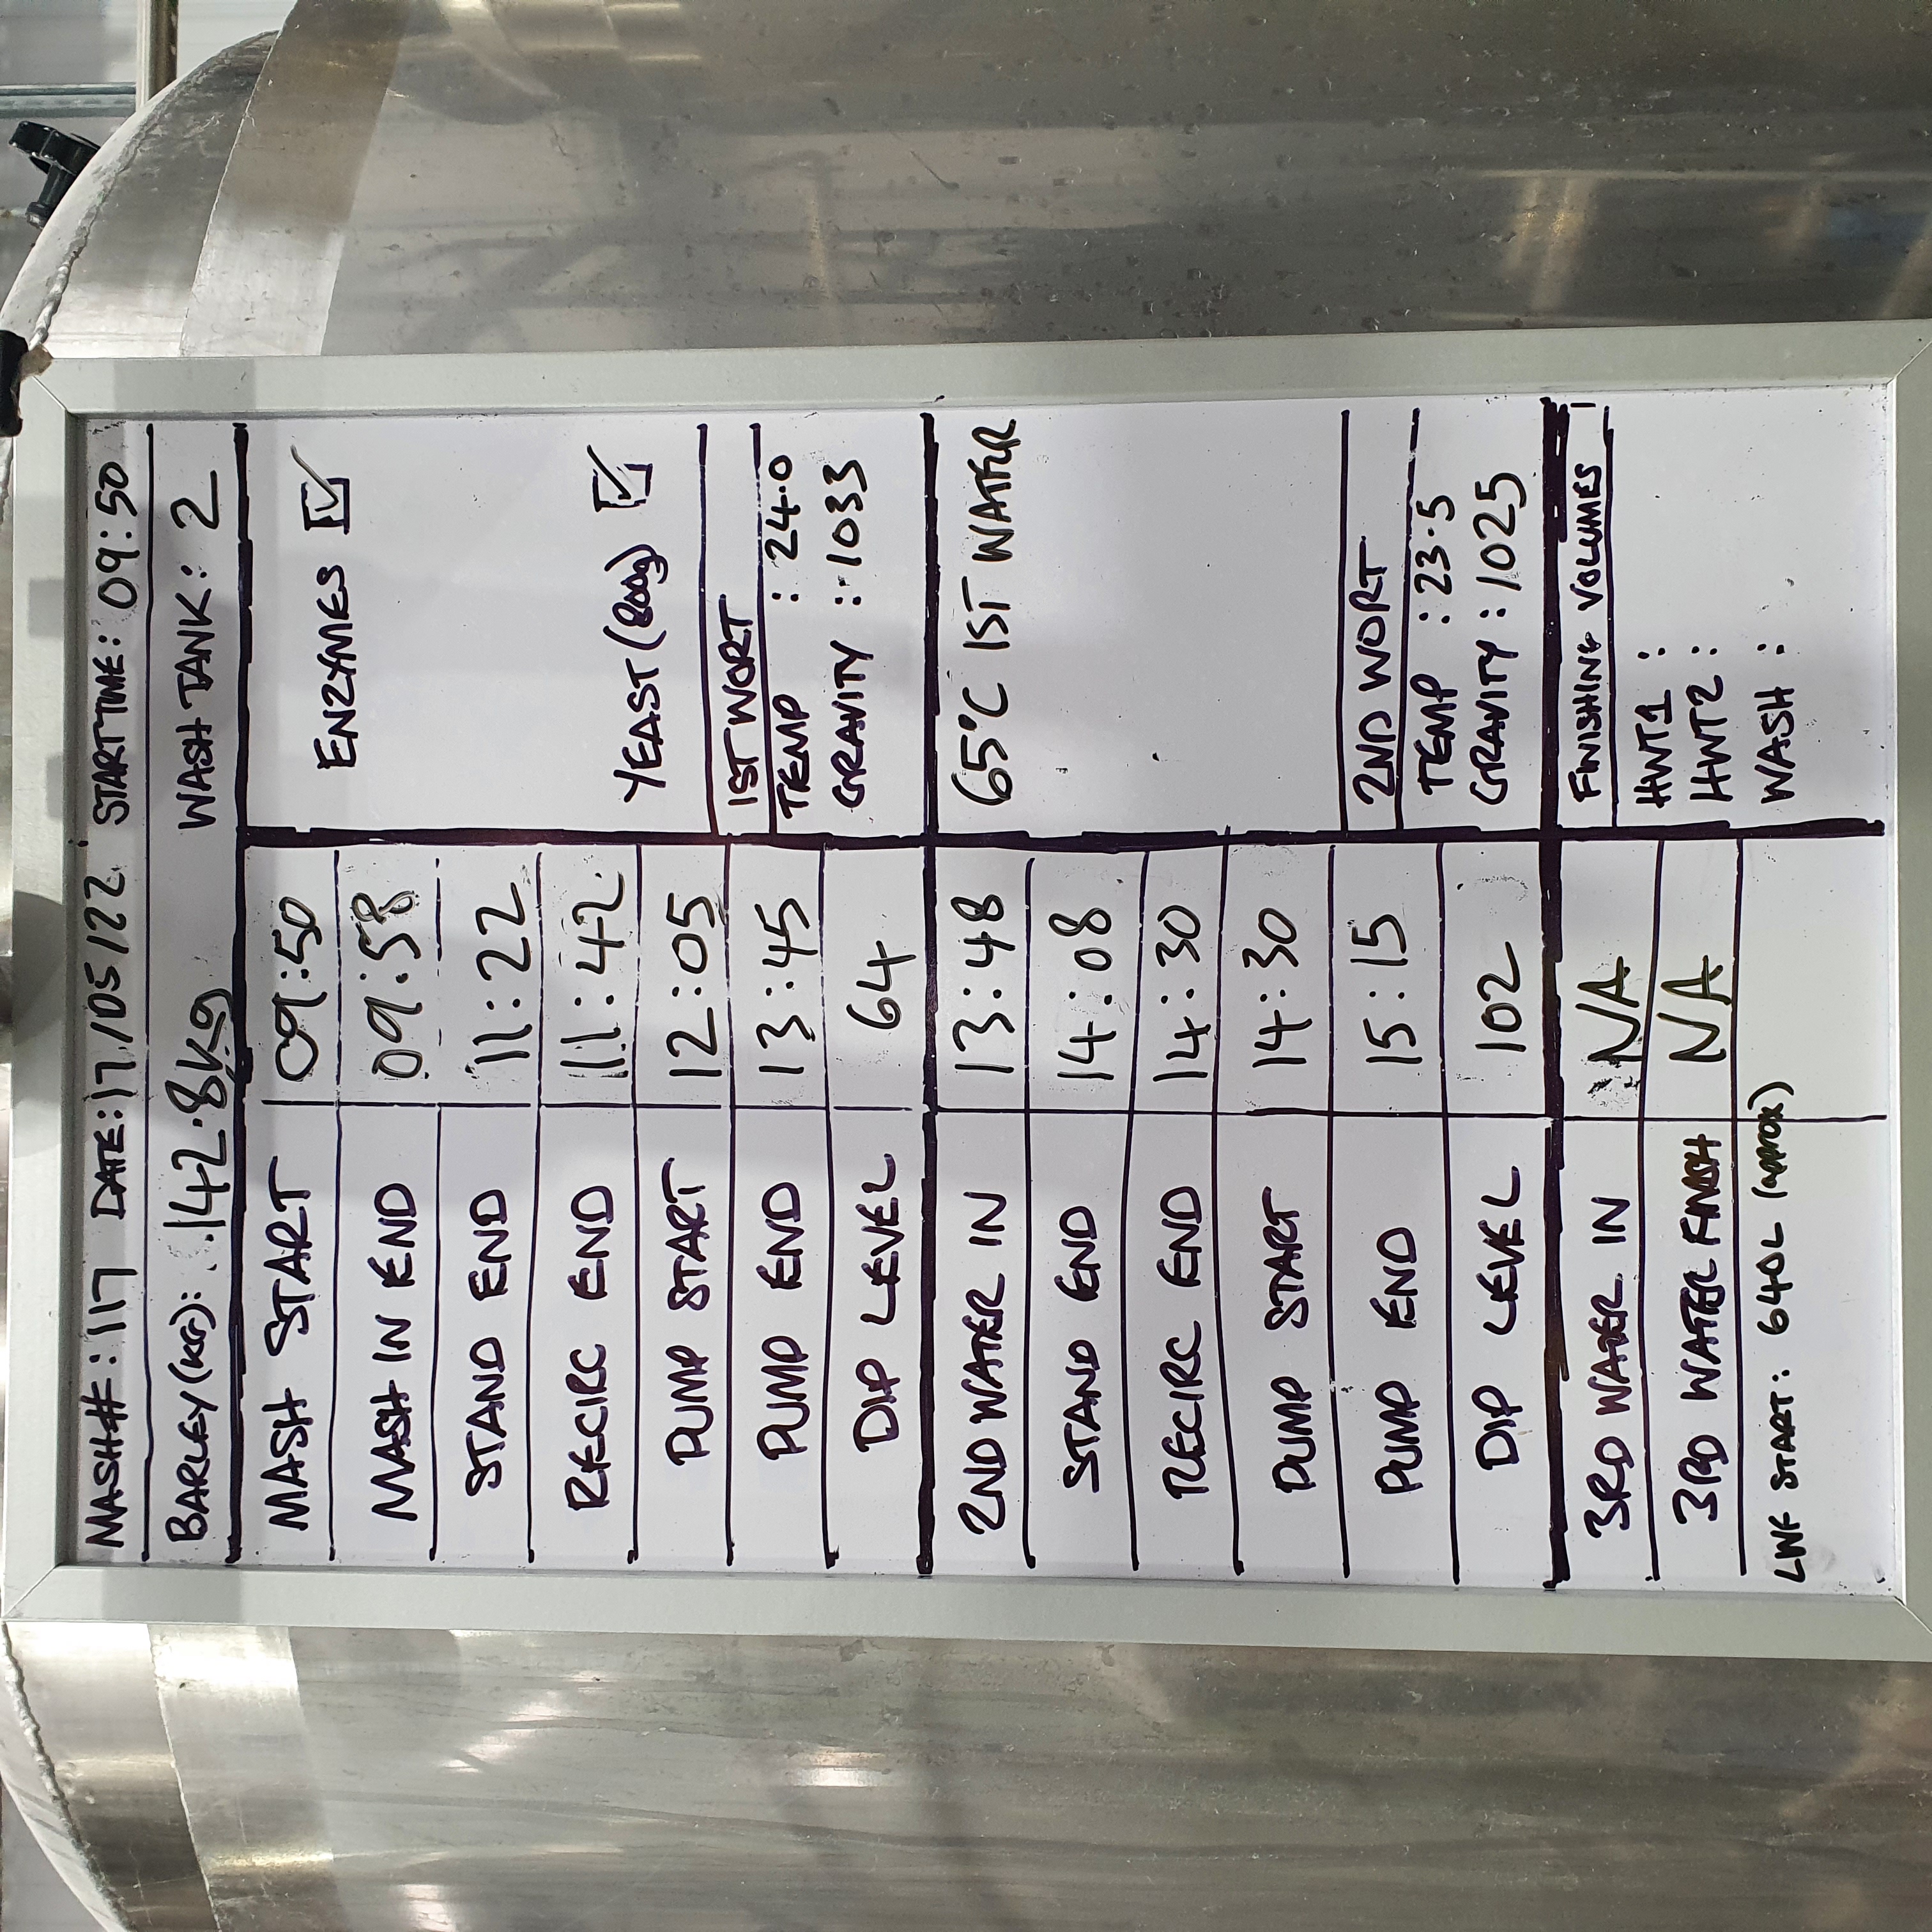 MASH#: 117 DATE: 17/05/22 START TIME: 09:50
BARLEY (KG): 142.8kg WASH TANK: 2
MASH START 09:50
ENZYMES ☑
MASH IN END 09:58
STAND END 11:22
RECIRC END 11:42
YEAST (800g) ☑
PUMP START 12:05
1ST WORT
PUMP END 13:45
TEMP : 24.0
GRAVITY : 1033
DIP LEVEL 64
2ND WATER IN 13:48
65°C 1ST WATER
STAND END 14:08
RECIRC END 14:30
PUMP START 14:30
PUMP END 15:15
2ND WORT
TEMP : 23.5
GRAVITY : 1025
DIP LEVEL 102
3RD WATER IN NA
FINISHING VOLUMES
HWT1 :
3RD WATER FINISH NA
HWT2 :
LWF START: 640L (approx)
WASH :